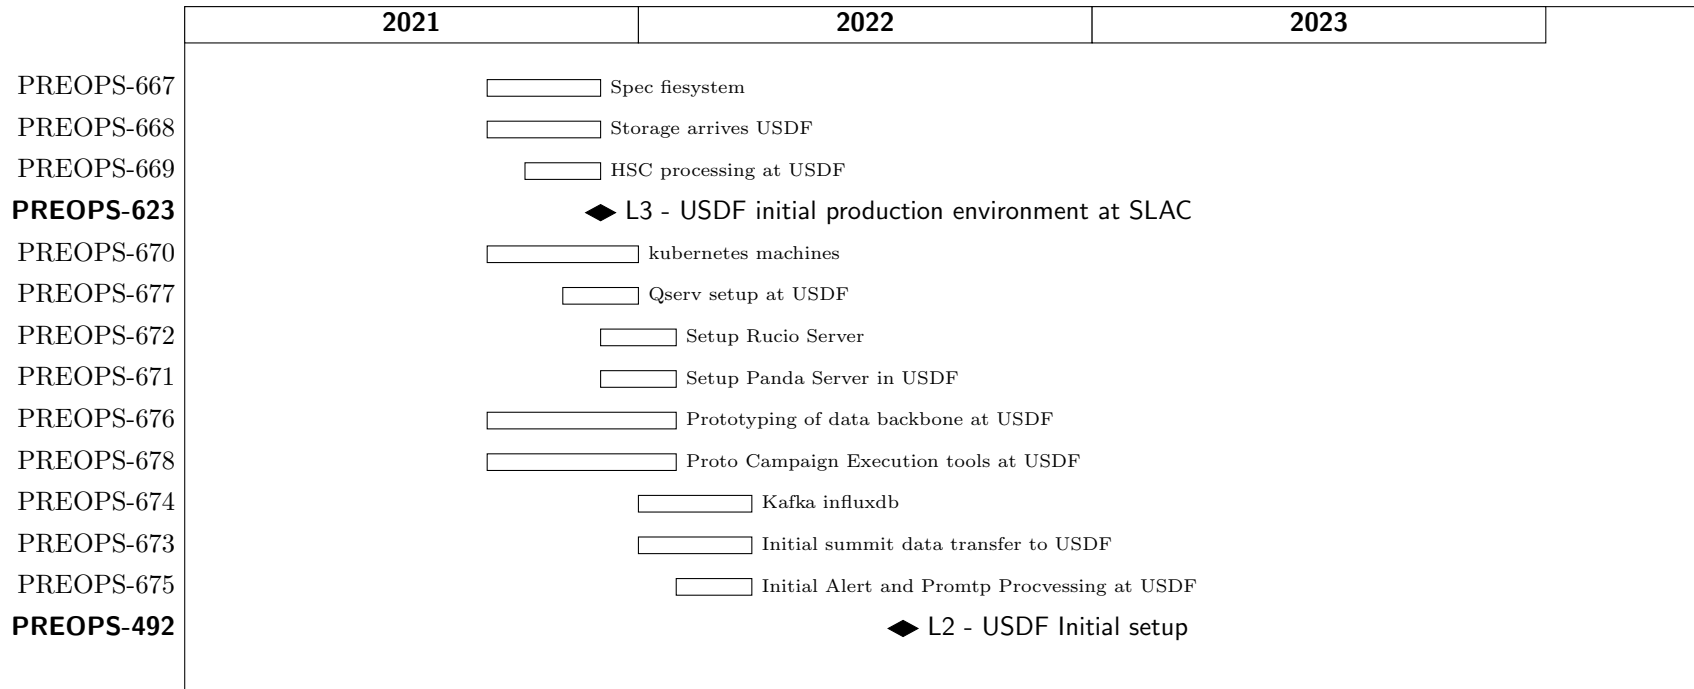 2021 2022 2023
PREOPS-667 Spec fiesystem
PREOPS-668 Storage arrives USDF
PREOPS-669 HSC processing at USDF
PREOPS-623 L3 - USDF initial production environment at SLAC
PREOPS-670 kubernetes machines
PREOPS-677 Qserv setup at USDF
PREOPS-672 Setup Rucio Server
PREOPS-671 Setup Panda Server in USDF
PREOPS-676 Prototyping of data backbone at USDF
PREOPS-678 Proto Campaign Execution tools at USDF
PREOPS-674 Kafka influxdb
PREOPS-673 Initial summit data transfer to USDF
PREOPS-675 Initial Alert and Promtp Procvessing at USDF
PREOPS-492 L2 - USDF Initial setup